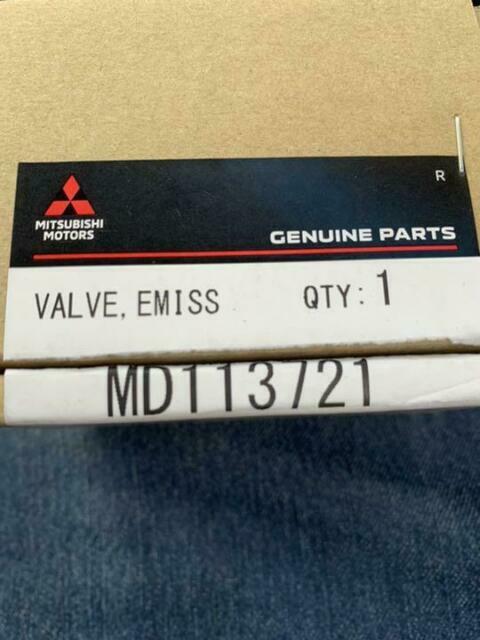 R
MITSUBISHI
MOTORS
GENUINE PARTS
VALVE, EMISS QTY: 1
MD113721